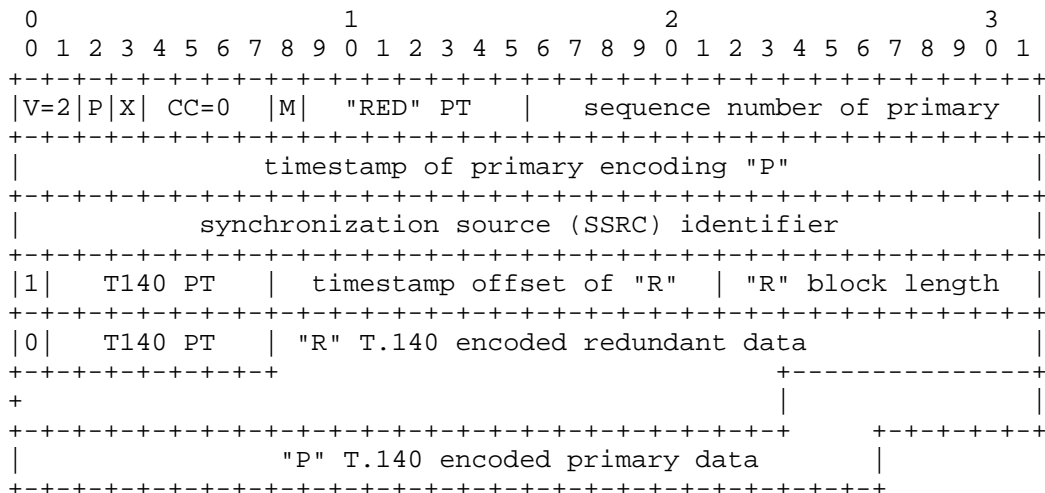 0                   1                   2                   3
 0 1 2 3 4 5 6 7 8 9 0 1 2 3 4 5 6 7 8 9 0 1 2 3 4 5 6 7 8 9 0 1
+-+-+-+-+-+-+-+-+-+-+-+-+-+-+-+-+-+-+-+-+-+-+-+-+-+-+-+-+-+-+-+-+
|V=2|P|X| CC=0  |M|  "RED" PT   |   sequence number of primary  |
+-+-+-+-+-+-+-+-+-+-+-+-+-+-+-+-+-+-+-+-+-+-+-+-+-+-+-+-+-+-+-+-+
|               timestamp of primary encoding "P"               |
+-+-+-+-+-+-+-+-+-+-+-+-+-+-+-+-+-+-+-+-+-+-+-+-+-+-+-+-+-+-+-+-+
|           synchronization source (SSRC) identifier            |
+-+-+-+-+-+-+-+-+-+-+-+-+-+-+-+-+-+-+-+-+-+-+-+-+-+-+-+-+-+-+-+-+
|1|   T140 PT   |  timestamp offset of "R"  | "R" block length  |
+-+-+-+-+-+-+-+-+-+-+-+-+-+-+-+-+-+-+-+-+-+-+-+-+-+-+-+-+-+-+-+-+
|0|   T140 PT   | "R" T.140 encoded redundant data              |
+-+-+-+-+-+-+-+-+                               +---------------+
+                                               |               |
+-+-+-+-+-+-+-+-+-+-+-+-+-+-+-+-+-+-+-+-+-+-+-+-+     +-+-+-+-+-+
|                "P" T.140 encoded primary data       |
+-+-+-+-+-+-+-+-+-+-+-+-+-+-+-+-+-+-+-+-+-+-+-+-+-+-+-+